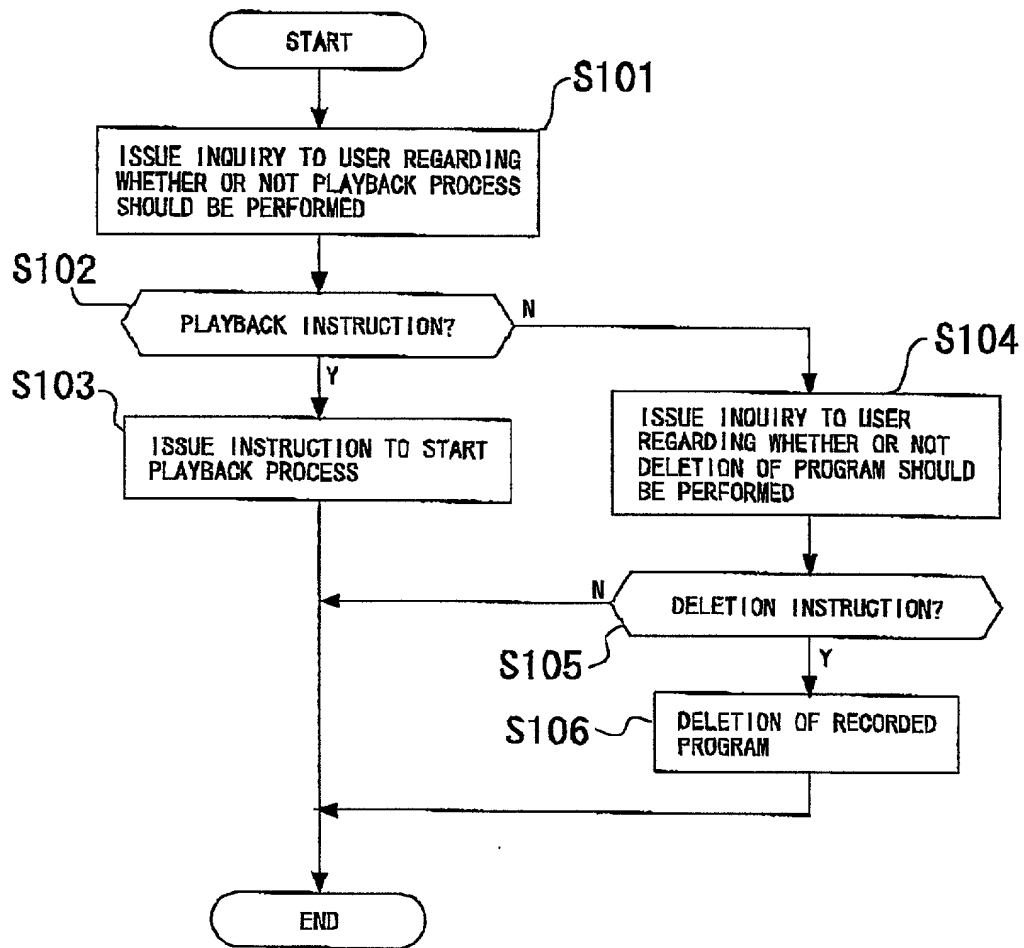 START
S101
ISSUE INQUIRY TO USER REGARDING
WHETHER OR NOT PLAYBACK PROCESS
SHOULD BE PERFORMED
S102
PLAYBACK INSTRUCTION?
N
Y
S103
ISSUE INSTRUCTION TO START
PLAYBACK PROCESS
S104
ISSUE INQUIRY TO USER
REGARDING WHETHER OR NOT
DELETION OF PROGRAM SHOULD
BE PERFORMED
N
DELETION INSTRUCTION?
S105
Y
S106
DELETION OF RECORDED
PROGRAM
END